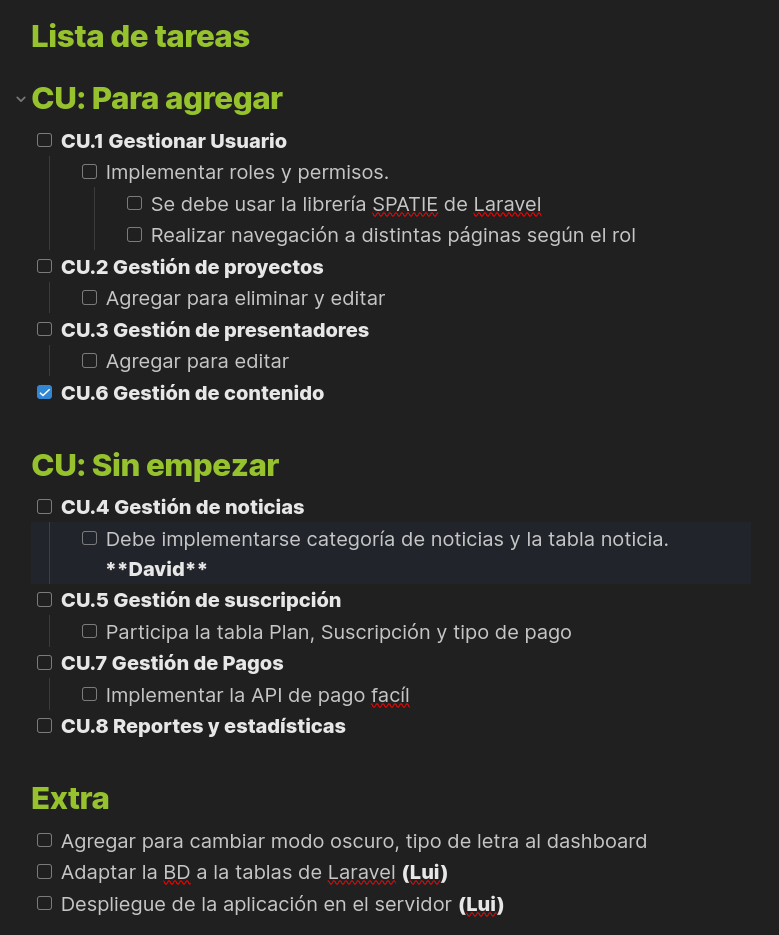 Lista de tareas
CU: Para agregar
CU.1 Gestionar Usuario
Implementar roles y permisos.
Se debe usar la librería SPATIE de Laravel
Realizar navegación a distintas páginas según el rol
CU.2 Gestión de proyectos
Agregar para eliminar y editar
CU.3 Gestión de presentadores
Agregar para editar
CU.6 Gestión de contenido
CU: Sin empezar
CU.4 Gestión de noticias
Debe implementarse categoría de noticias y la tabla noticia.
**David**
CU.5 Gestión de suscripción
Participa la tabla Plan, Suscripción y tipo de pago
CU.7 Gestión de Pagos
Implementar la API de pago facíl
CU.8 Reportes y estadísticas
Extra
Agregar para cambiar modo oscuro, tipo de letra al dashboard
Adaptar la BD a la tablas de Laravel (Lui)
Despliegue de la aplicación en el servidor (Lui)